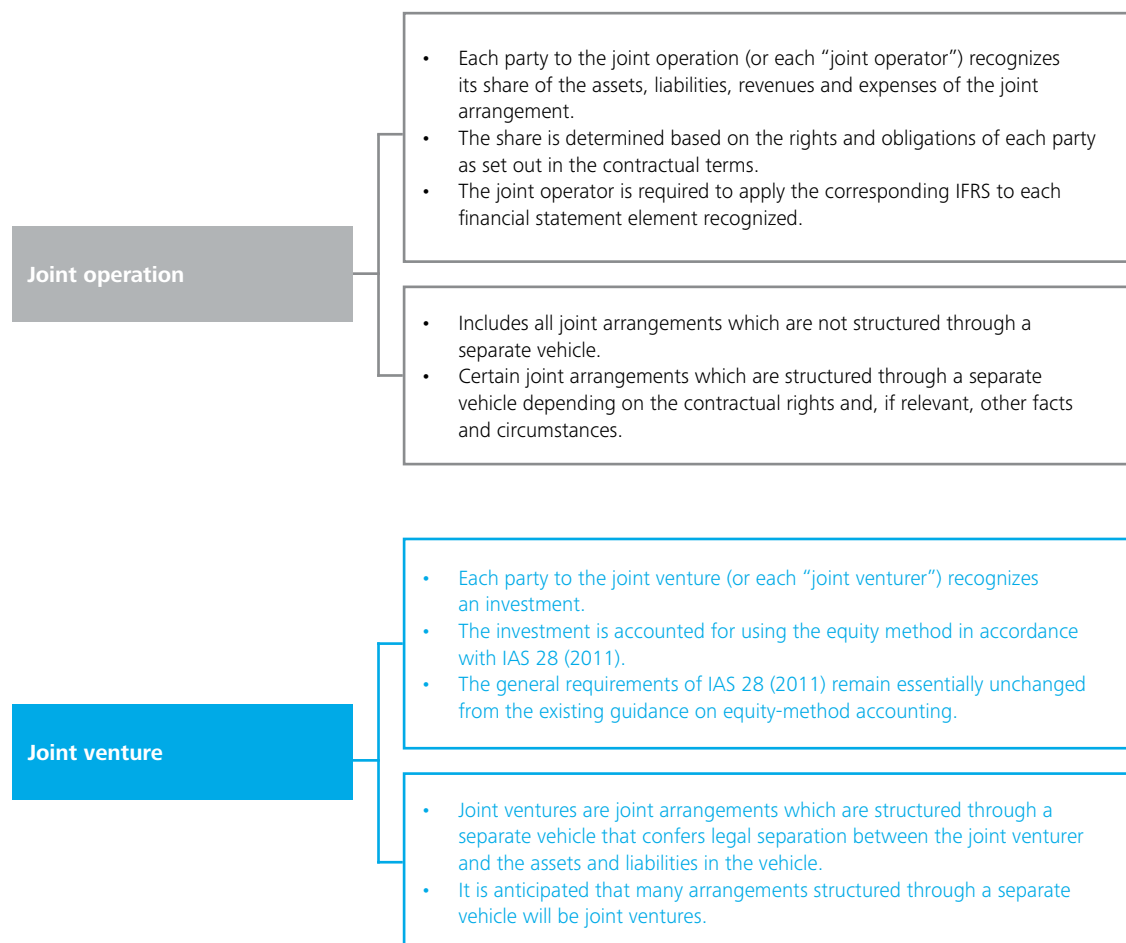 • Each party to the joint operation (or each “joint operator”) recognizes
its share of the assets, liabilities, revenues and expenses of the joint
arrangement.
• The share is determined based on the rights and obligations of each party
as set out in the contractual terms.
• The joint operator is required to apply the corresponding IFRS to each
financial statement element recognized.
Joint operation
• Includes all joint arrangements which are not structured through a
separate vehicle.
• Certain joint arrangements which are structured through a separate
vehicle depending on the contractual rights and, if relevant, other facts
and circumstances.
• Each party to the joint venture (or each “joint venturer”) recognizes
an investment.
• The investment is accounted for using the equity method in accordance
with IAS 28 (2011).
• The general requirements of IAS 28 (2011) remain essentially unchanged
from the existing guidance on equity-method accounting.
Joint venture
• Joint ventures are joint arrangements which are structured through a
separate vehicle that confers legal separation between the joint venturer
and the assets and liabilities in the vehicle.
• It is anticipated that many arrangements structured through a separate
vehicle will be joint ventures.